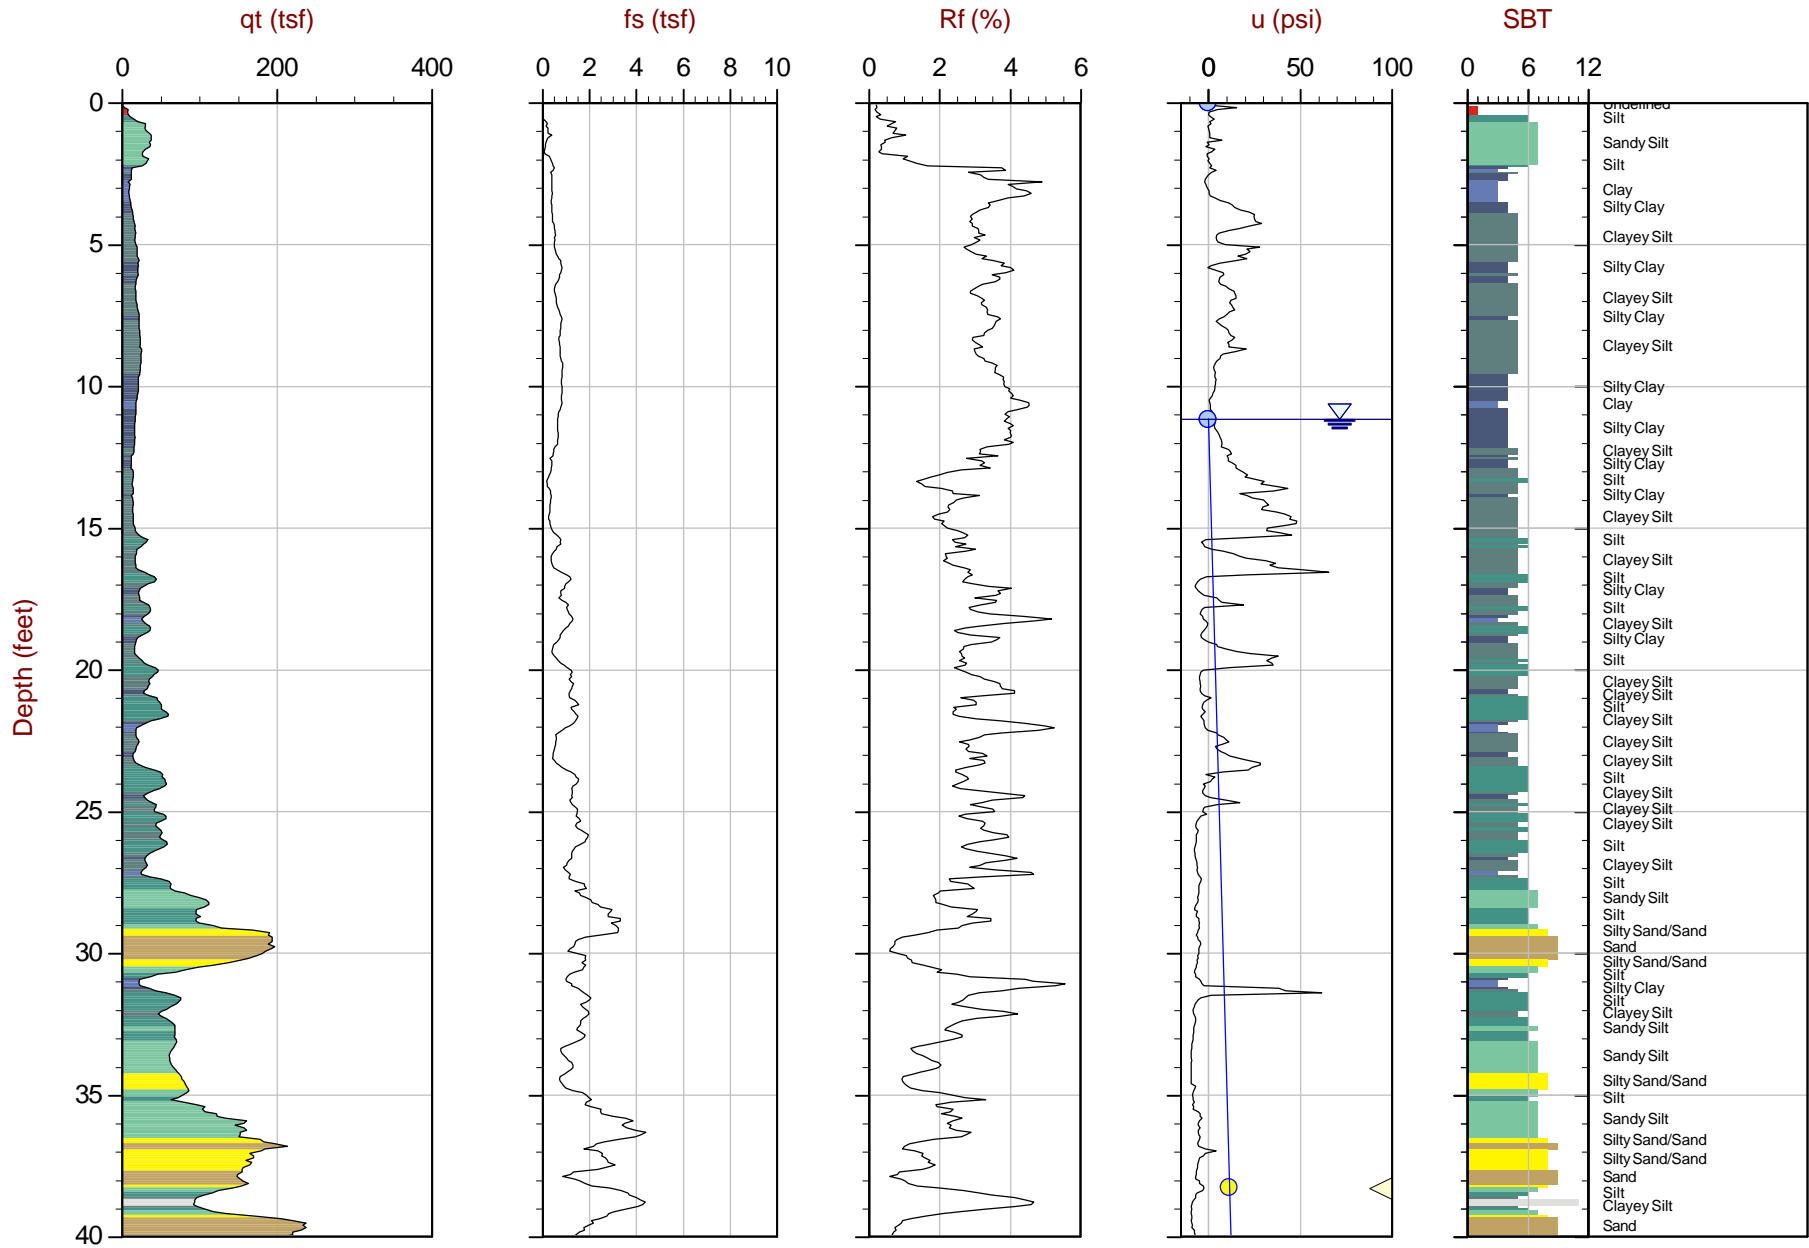 qt (tsf)
fs (tsf)
Rf (%)
u (psi)
SBT
0 200 400
0 2 4 6 8 10
0 2 4 6
0 50 100
0 6 12
Depth (feet)
0
5
10
15
20
25
30
35
40
Undefined
Silt
Sandy Silt
Silt
Clay
Silty Clay
Clayey Silt
Silty Clay
Clayey Silt
Silty Clay
Clayey Silt
Silty Clay
Clay
Silty Clay
Clayey Silt
Silty Clay
Silt
Silty Clay
Clayey Silt
Silt
Clayey Silt
Silt
Silty Clay
Silt
Clayey Silt
Silty Clay
Silt
Clayey Silt
Clayey Silt
Silt
Clayey Silt
Clayey Silt
Clayey Silt
Silt
Clayey Silt
Clayey Silt
Clayey Silt
Silt
Clayey Silt
Silt
Sandy Silt
Silt
Silty Sand/Sand
Sand
Silty Sand/Sand
Silt
Silty Clay
Silt
Clayey Silt
Sandy Silt
Sandy Silt
Silty Sand/Sand
Silt
Sandy Silt
Silty Sand/Sand
Silty Sand/Sand
Sand
Silt
Clayey Silt
Sand